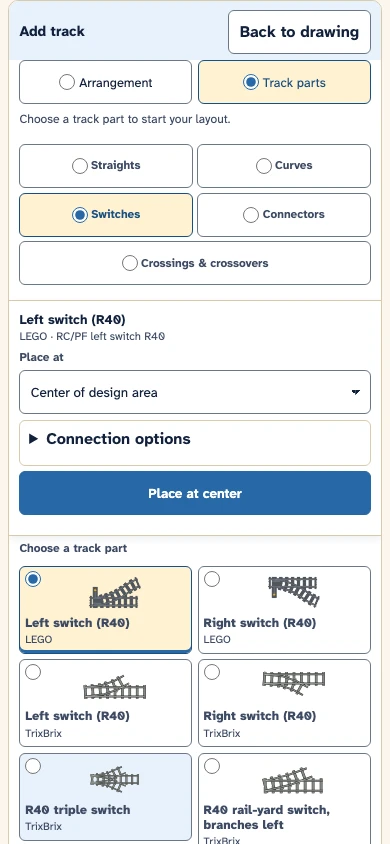 Add track
Back to drawing
Arrangement
Track parts
Choose a track part to start your layout.
Straights
Curves
Switches
Connectors
Crossings & crossovers
Left switch (R40)
LEGO · RC/PF left switch R40
Place at
Center of design area
Connection options
Place at center
Choose a track part
Left switch (R40)
LEGO
Right switch (R40)
LEGO
Left switch (R40)
TrixBrix
Right switch (R40)
TrixBrix
R40 triple switch
TrixBrix
R40 rail-yard switch,
branches left
TrixBrix